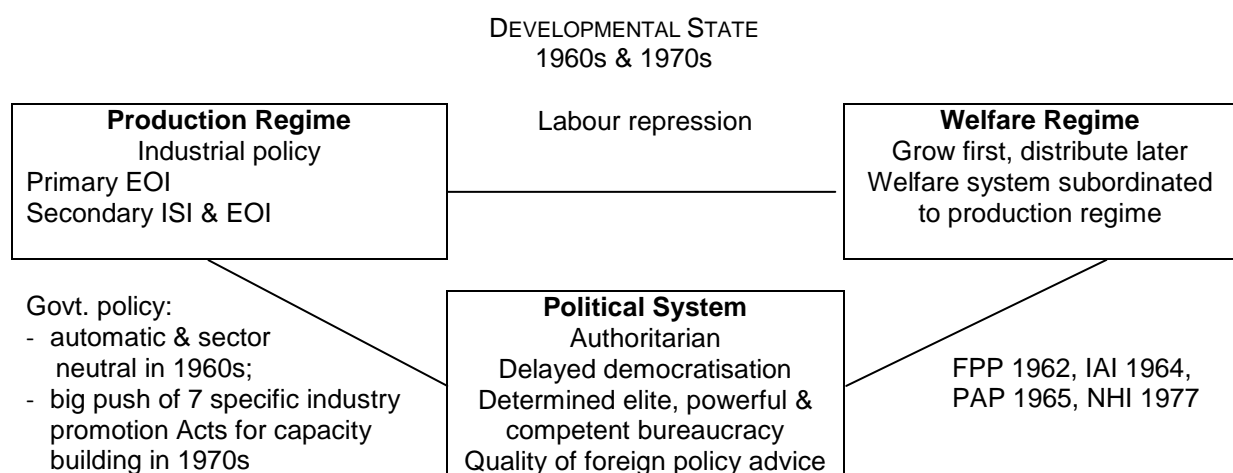 DEVELOPMENTAL STATE
1960s & 1970s
Production Regime
Industrial policy
Primary EOI
Secondary ISI & EOI
Labour repression
Welfare Regime
Grow first, distribute later
Welfare system subordinated
to production regime
Govt. policy:
- automatic & sector
neutral in 1960s;
- big push of 7 specific industry
promotion Acts for capacity
building in 1970s
Political System
Authoritarian
Delayed democratisation
Determined elite, powerful &
competent bureaucracy
Quality of foreign policy advice
FPP 1962, IAI 1964,
PAP 1965, NHI 1977